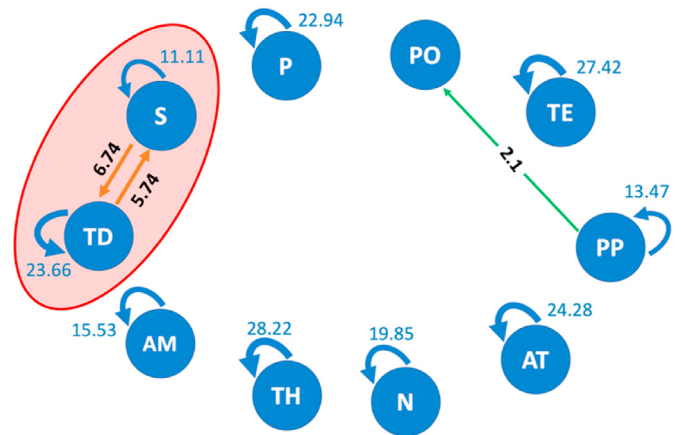 22.94
P
PO
11.11
S
27.42
TE
6.74
5.74
2.1
13.47
PP
TD
23.66
15.53
AM
28.22
TH
19.85
N
24.28
AT